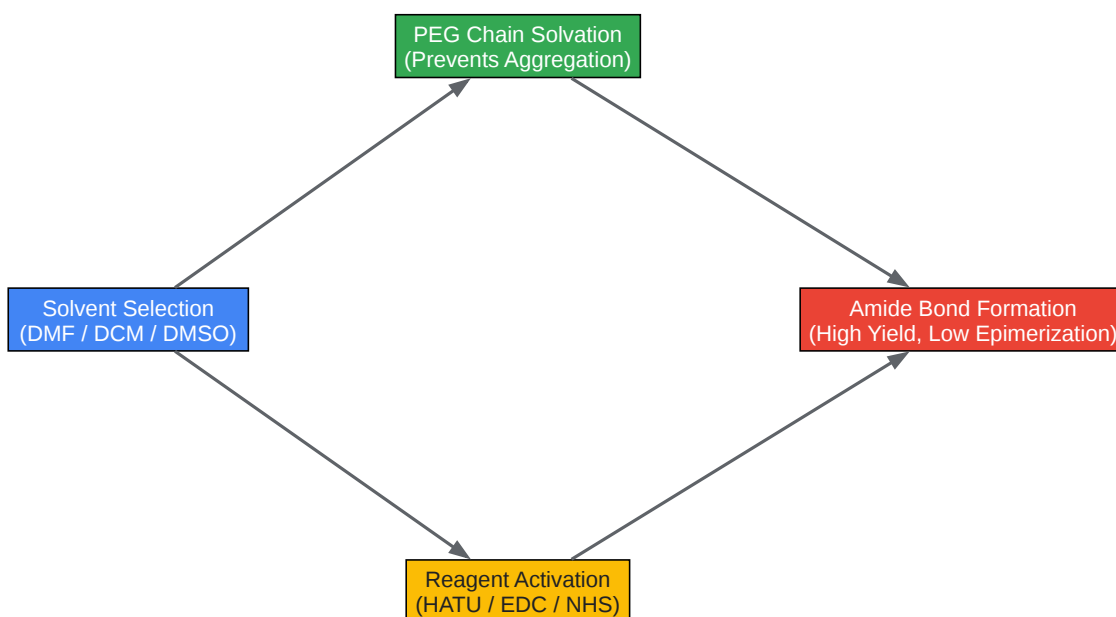 PEG Chain Solvation
(Prevents Aggregation)
Solvent Selection
(DMF / DCM / DMSO)
Amide Bond Formation
(High Yield, Low Epimerization)
Reagent Activation
(HATU / EDC / NHS)